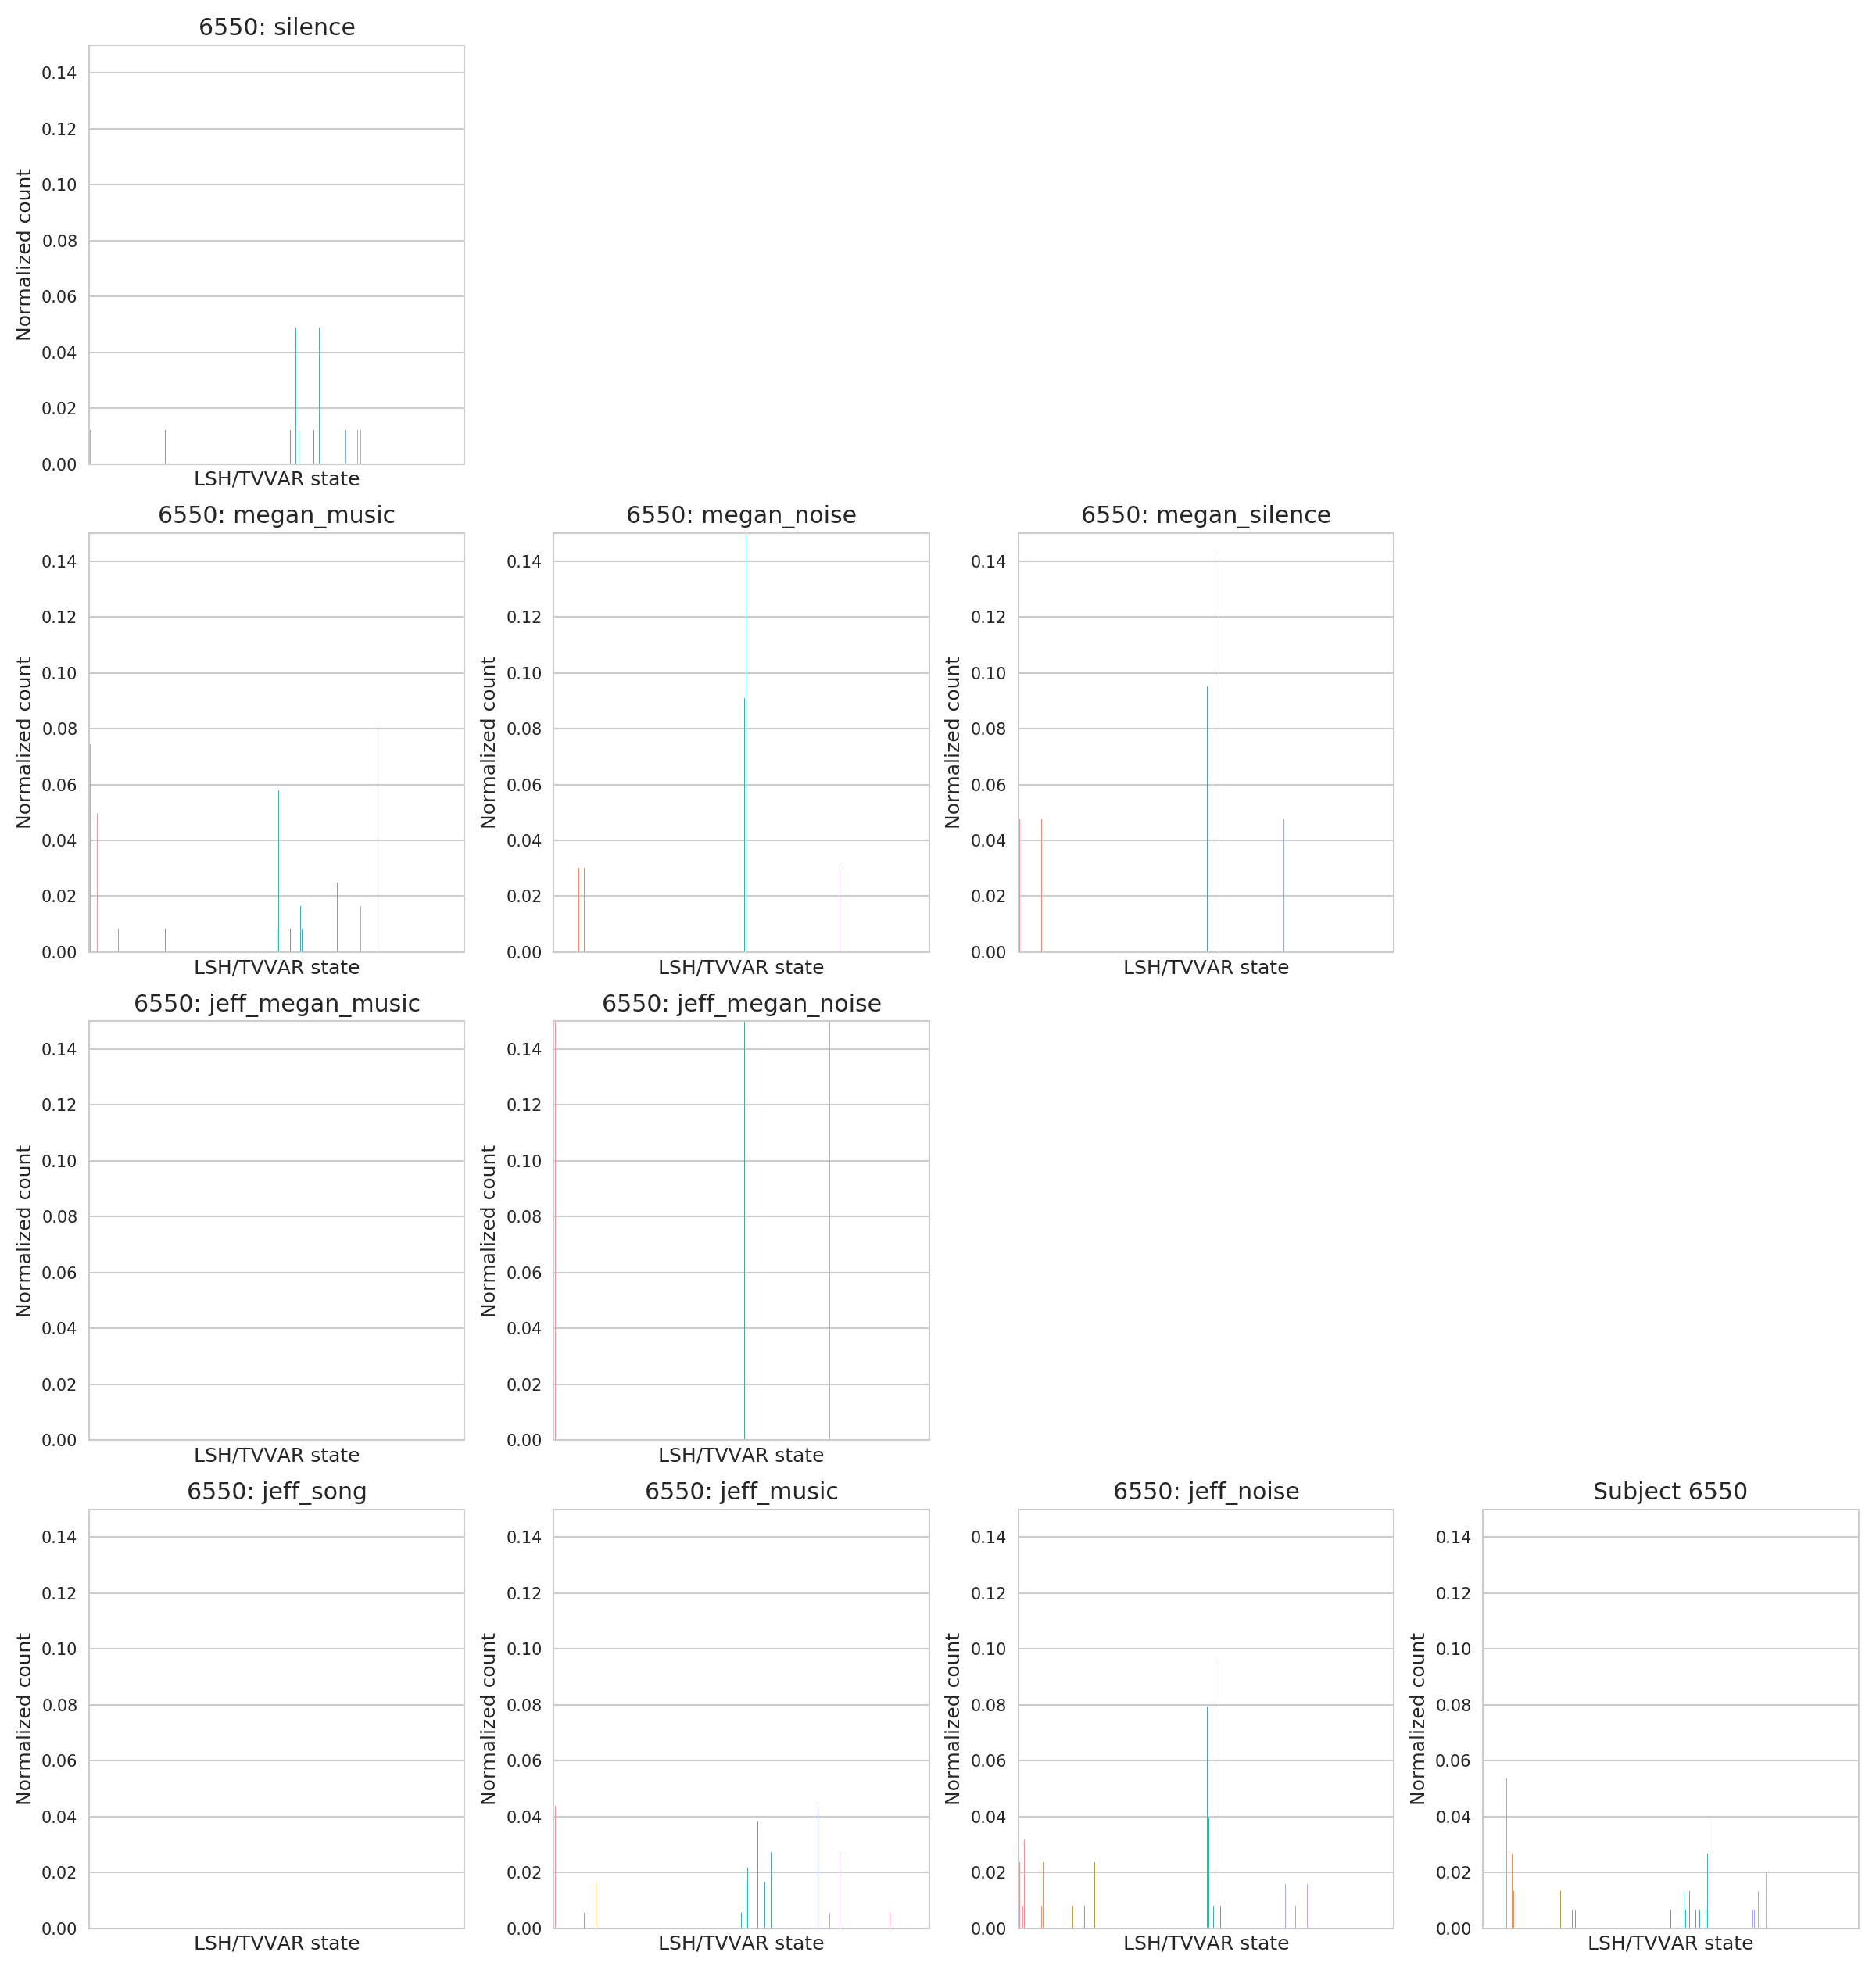 6550: silence
0.14
0.12
0.10
0.08
0.06
0.04
0.02
0.00
Normalized count
LSH/TVVAR state
6550: megan_music
0.14
0.12
0.10
0.08
0.06
0.04
0.02
0.00
Normalized count
LSH/TVVAR state
6550: megan_noise
0.14
0.12
0.10
0.08
0.06
0.04
0.02
0.00
Normalized count
LSH/TVVAR state
6550: megan_silence
0.14
0.12
0.10
0.08
0.06
0.04
0.02
0.00
Normalized count
LSH/TVVAR state
6550: jeff_megan_music
0.14
0.12
0.10
0.08
0.06
0.04
0.02
0.00
Normalized count
LSH/TVVAR state
6550: jeff_megan_noise
0.14
0.12
0.10
0.08
0.06
0.04
0.02
0.00
Normalized count
LSH/TVVAR state
6550: jeff_song
0.14
0.12
0.10
0.08
0.06
0.04
0.02
0.00
Normalized count
LSH/TVVAR state
6550: jeff_music
0.14
0.12
0.10
0.08
0.06
0.04
0.02
0.00
Normalized count
LSH/TVVAR state
6550: jeff_noise
0.14
0.12
0.10
0.08
0.06
0.04
0.02
0.00
Normalized count
LSH/TVVAR state
Subject 6550
0.14
0.12
0.10
0.08
0.06
0.04
0.02
0.00
Normalized count
LSH/TVVAR state